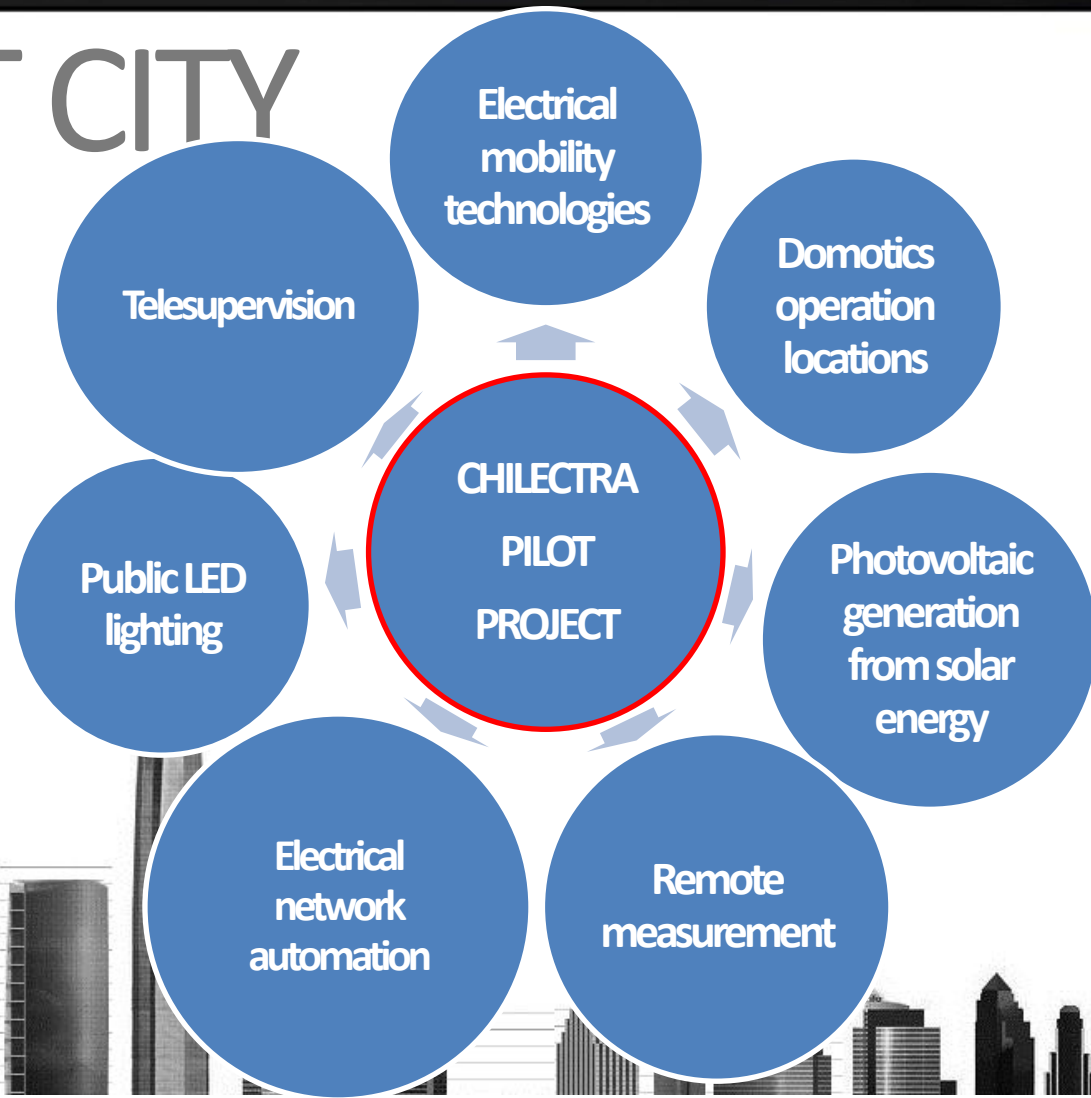 T CITY
Electrical
mobility
technologies
Domotics
operation
locations
Photovoltaic
generation
from solar
energy
Remote
measurement
Electrical
network
automation
Public LED
lighting
Telesupervision
CHILECTRA
PILOT
PROJECT